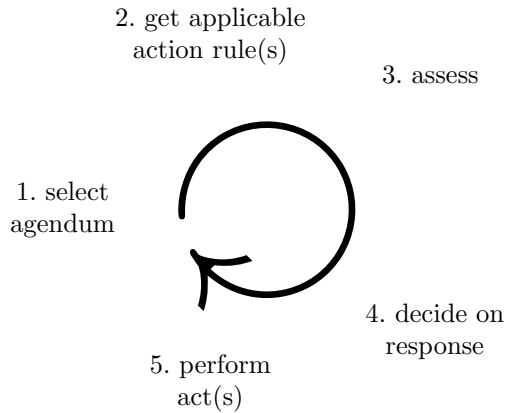 2. get applicable
action rule(s)
3. assess
1. select
agendum
4. decide on
response
5. perform
act(s)